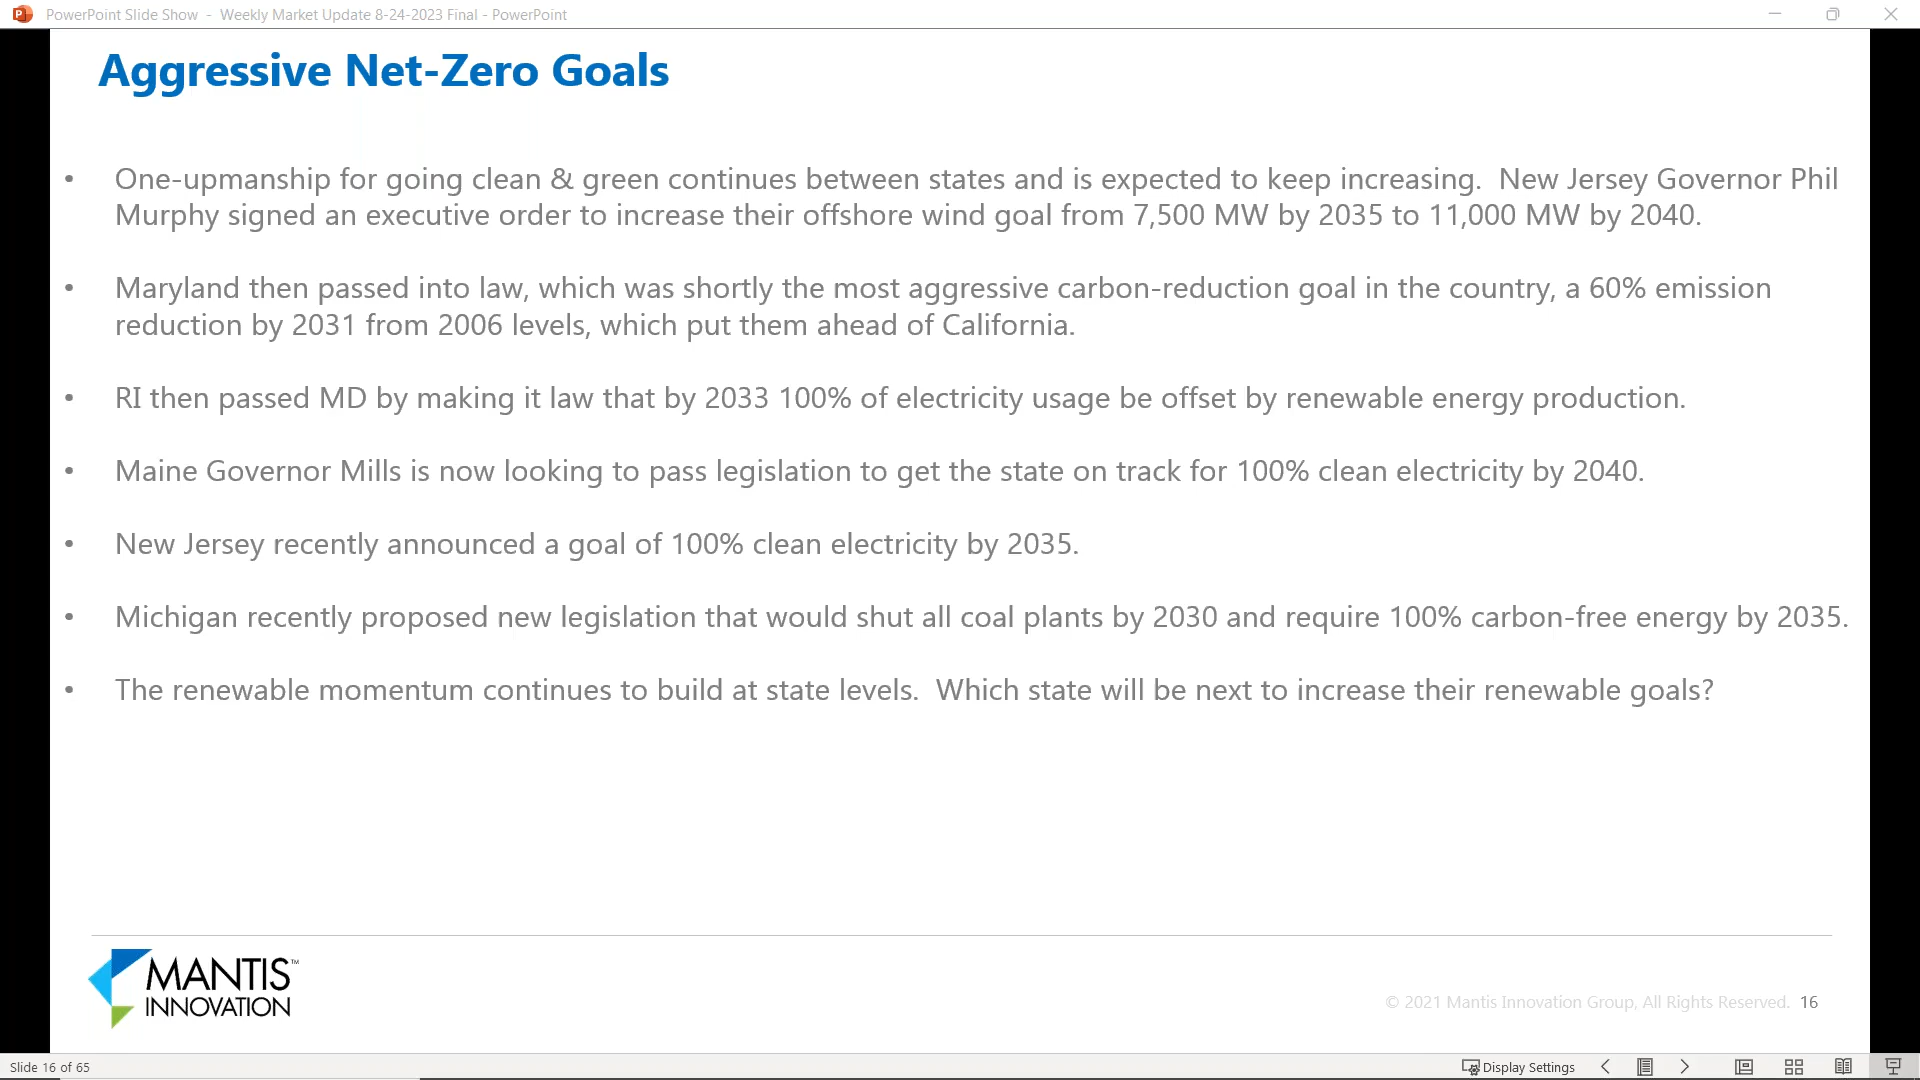 PowerPoint Slide Show - Weekly Market Update 8-24-2023 Final - PowerPoint
Aggressive Net-Zero Goals
• One-upmanship for going clean & green continues between states and is expected to keep increasing. New Jersey Governor Phil
Murphy signed an executive order to increase their offshore wind goal from 7,500 MW by 2035 to 11,000 MW by 2040.
• Maryland then passed into law, which was shortly the most aggressive carbon-reduction goal in the country, a 60% emission
reduction by 2031 from 2006 levels, which put them ahead of California.
• RI then passed MD by making it law that by 2033 100% of electricity usage be offset by renewable energy production.
• Maine Governor Mills is now looking to pass legislation to get the state on track for 100% clean electricity by 2040.
• New Jersey recently announced a goal of 100% clean electricity by 2035.
• Michigan recently proposed new legislation that would shut all coal plants by 2030 and require 100% carbon-free energy by 2035.
• The renewable momentum continues to build at state levels. Which state will be next to increase their renewable goals?
MANTIS™
INNOVATION
© 2021 Mantis Innovation Group, All Rights Reserved. 16
Slide 16 of 65
Display Settings